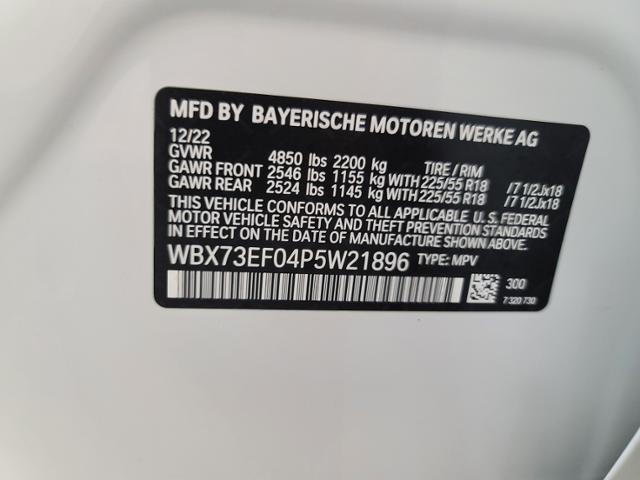 MFD BY BAYERISCHE MOTOREN WERKE AG
12/22
GVWR 4850 lbs 2200 kg TIRE / RIM
GAWR FRONT 2546 lbs 1155 kg WITH 225/55 R18 /7 1/2Jx18
GAWR REAR 2524 lbs 1145 kg WITH 225/55 R18 /7 1/2Jx18
THIS VEHICLE CONFORMS TO ALL APPLICABLE U.S. FEDERAL
MOTOR VEHICLE SAFETY AND THEFT PREVENTION STANDARDS
IN EFFECT ON THE DATE OF MANUFACTURE SHOWN ABOVE.
WBX73EF04P5W21896 TYPE: MPV
300
7 320 730